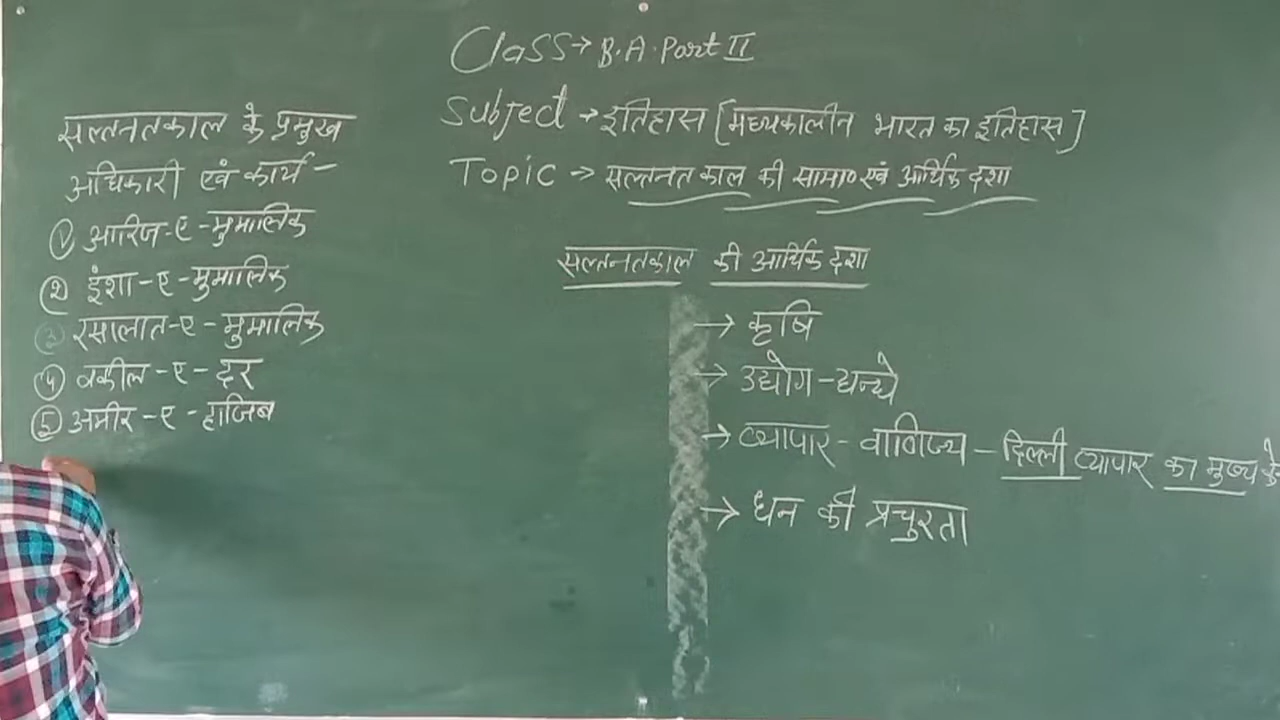 Class → B.A. Part II
Subject → इतिहास [मध्यकालीन भारत का इतिहास]
Topic → सल्तनत काल की सामा० एवं आर्थिक दशा
सल्तनतकाल के प्रमुख
अधिकारी एवं कार्य –
① आरिज-ए-मुमालिक
② इंशा-ए-मुमालिक
③ रसालात-ए-मुमालिक
④ वकील-ए-दर
⑤ अमीर-ए-हाजिब
सल्तनतकाल की आर्थिक दशा
→ कृषि
→ उद्योग-धन्धे
→ व्यापार - वाणिज्य – दिल्ली व्यापार का मुख्य
→ धन की प्रचुरता